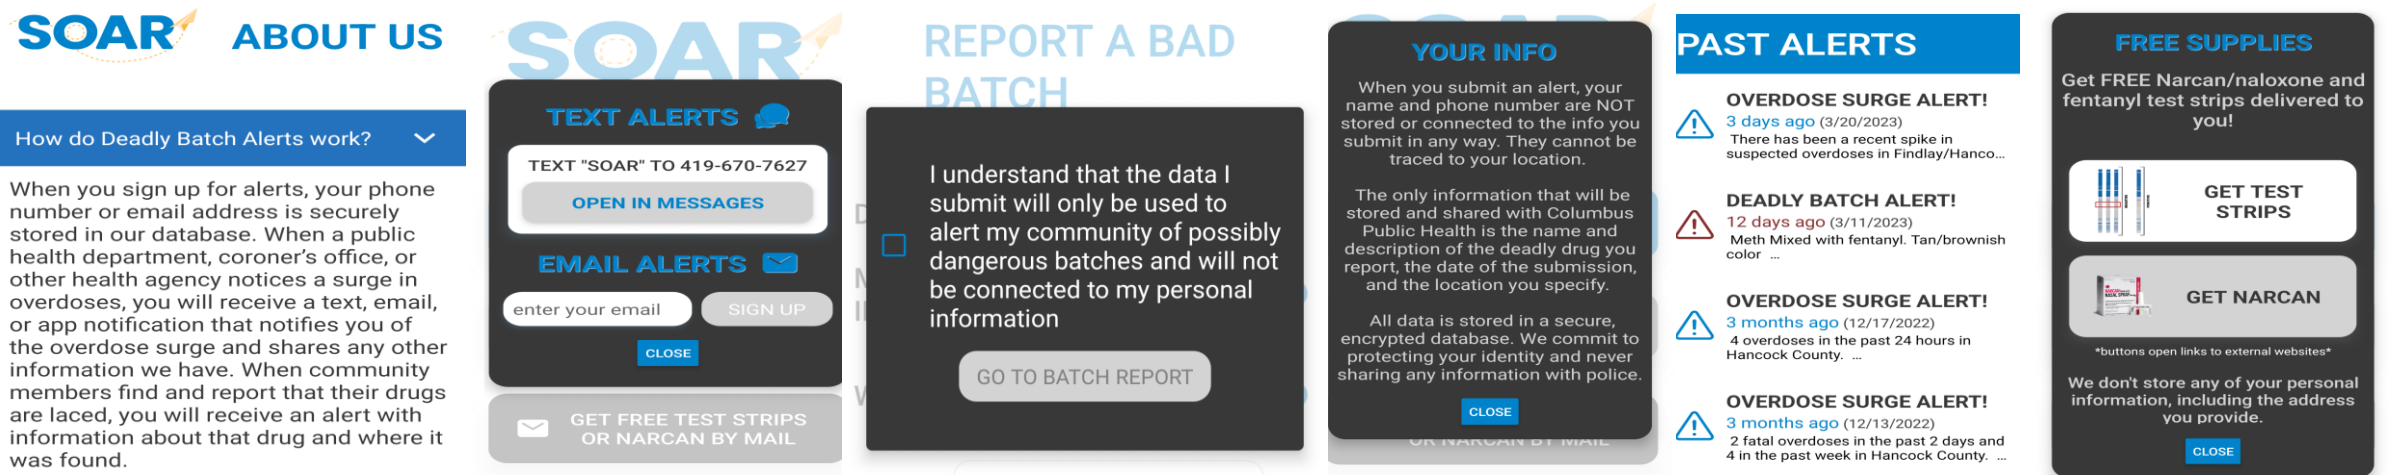 SOAR
ABOUT US
How do Deadly Batch Alerts work?
When you sign up for alerts, your phone
number or email address is securely
stored in our database. When a public
health department, coroner's office, or
other health agency notices a surge in
overdoses, you will receive a text, email,
or app notification that notifies you of
the overdose surge and shares any other
information we have. When community
members find and report that their drugs
are laced, you will receive an alert with
information about that drug and where it
was found.
SOAR
TEXT ALERTS
TEXT "SOAR" TO 419-670-7627
OPEN IN MESSAGES
EMAIL ALERTS
enter your email
SIGN UP
CLOSE
GET FREE TEST STRIPS
OR NARCAN BY MAIL
REPORT A BAD
BATCH
I understand that the data I
submit will only be used to
alert my community of possibly
dangerous batches and will not
be connected to my personal
information
GO TO BATCH REPORT
YOUR INFO
When you submit an alert, your
name and phone number are NOT
stored or connected to the info you
submit in any way. They cannot be
traced to your location.
The only information that will be
stored and shared with Columbus
Public Health is the name and
description of the deadly drug you
report, the date of the submission,
and the location you specify.
All data is stored in a secure,
encrypted database. We commit to
protecting your identity and never
sharing any information with police.
CLOSE
OR NARCAN BY MAIL
PAST ALERTS
OVERDOSE SURGE ALERT!
3 days ago (3/20/2023)
There has been a recent spike in
suspected overdoses in Findlay/Hanco...
DEADLY BATCH ALERT!
12 days ago (3/11/2023)
Meth Mixed with fentanyl. Tan/brownish
color ...
OVERDOSE SURGE ALERT!
3 months ago (12/17/2022)
4 overdoses in the past 24 hours in
Hancock County. ...
OVERDOSE SURGE ALERT!
3 months ago (12/13/2022)
2 fatal overdoses in the past 2 days and
4 in the past week in Hancock County. ...
FREE SUPPLIES
Get FREE Narcan/naloxone and
fentanyl test strips delivered to
you!
GET TEST
STRIPS
GET NARCAN
*buttons open links to external websites*
We don't store any of your personal
information, including the address
you provide.
CLOSE